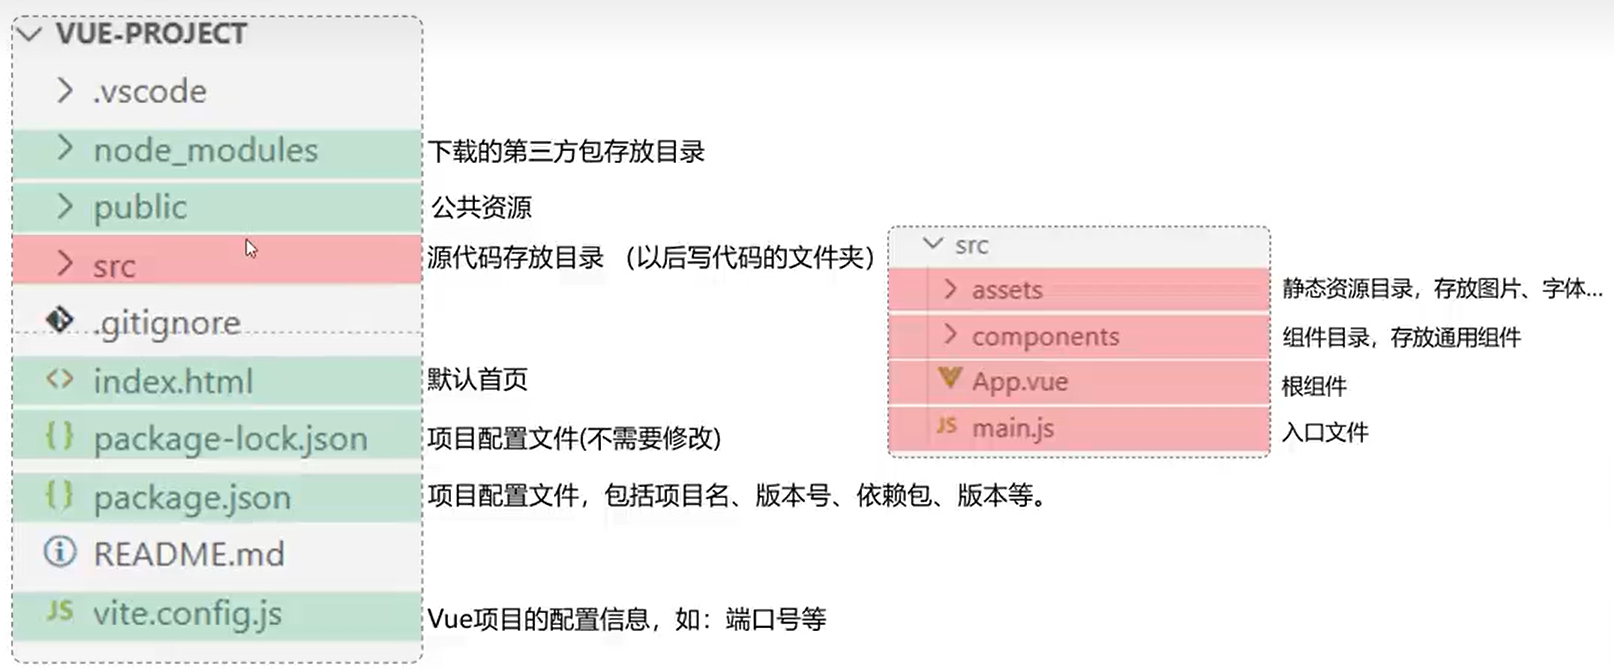 VUE-PROJECT
.vscode
node_modules 下载的第三方包存放目录
public 公共资源
src 源代码存放目录 （以后写代码的文件夹）
.gitignore
index.html 默认首页
package-lock.json 项目配置文件(不需要修改)
package.json 项目配置文件，包括项目名、版本号、依赖包、版本等。
README.md
vite.config.js Vue项目的配置信息，如：端口号等
src
assets 静态资源目录，存放图片、字体...
components 组件目录，存放通用组件
App.vue 根组件
JS main.js 入口文件